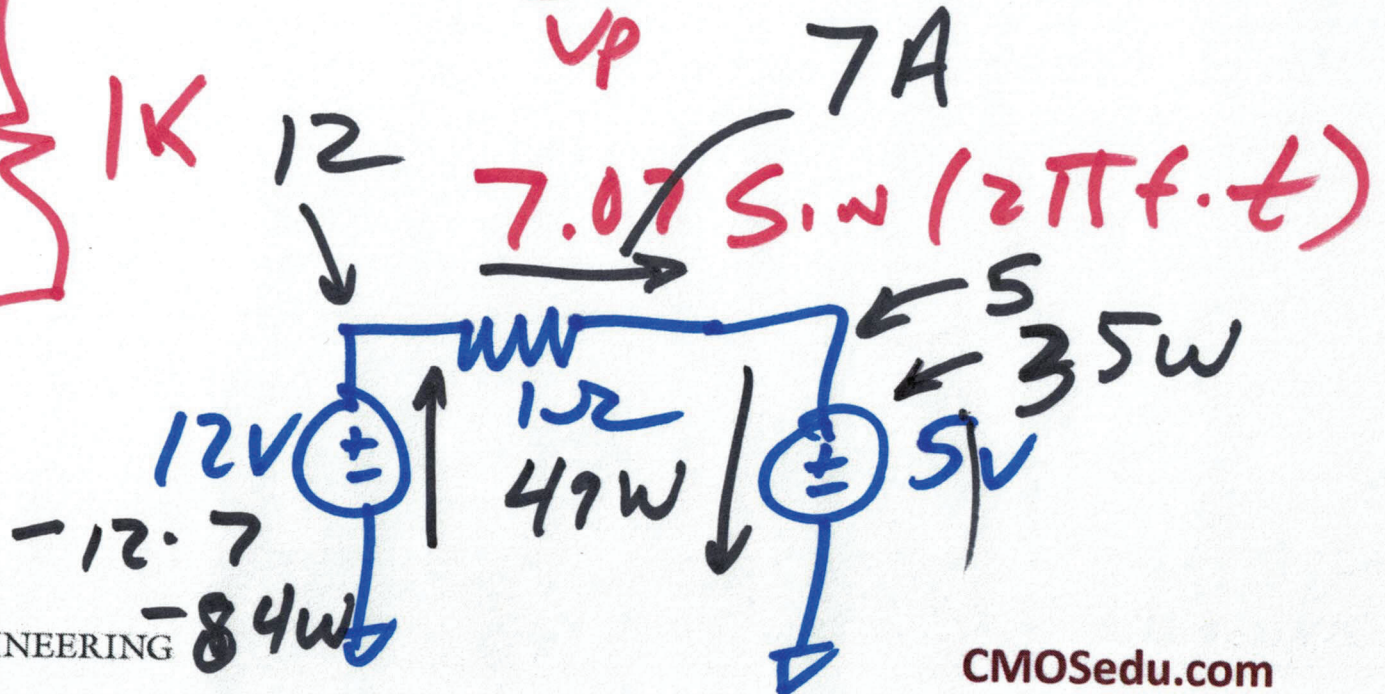 Vp
7A
1K
12
7.07 Sin (2πf·t)
5
35W
12V
+
-
1Ω
+
-
5V
49W
-12·7
-84W
NEERING
CMOSedu.com